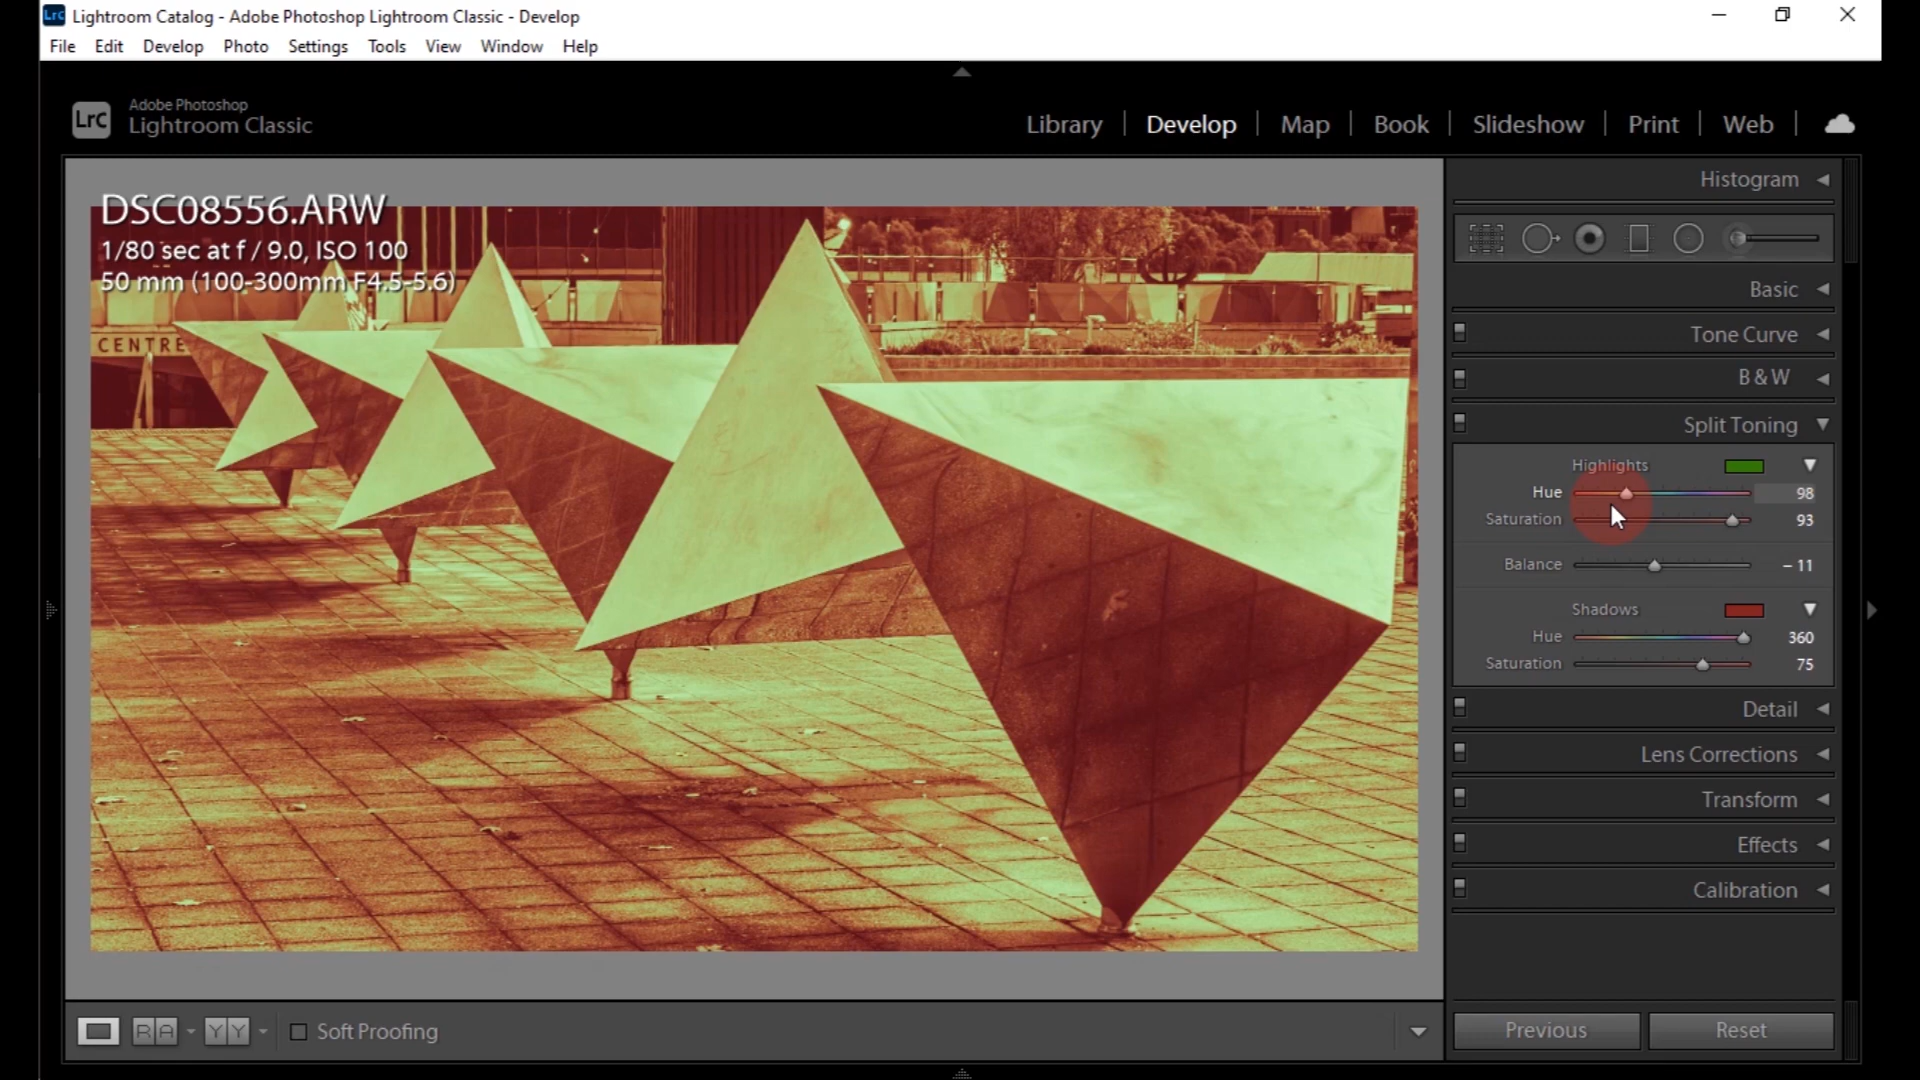 Lrc Lightroom Catalog - Adobe Photoshop Lightroom Classic - Develop
File Edit Develop Photo Settings Tools View Window Help
LrC
Adobe Photoshop
Lightroom Classic
Library Develop Map Book Slideshow Print Web
DSC08556.ARW
1/80 sec at f / 9.0, ISO 100
50 mm (100-300mm F4.5-5.6)
CENTRE
Histogram
Basic
Tone Curve
B & W
Split Toning
Highlights
Hue 98
Saturation 93
Balance – 11
Shadows
Hue 360
Saturation 75
Detail
Lens Corrections
Transform
Effects
Calibration
R A Y Y Soft Proofing
Previous Reset